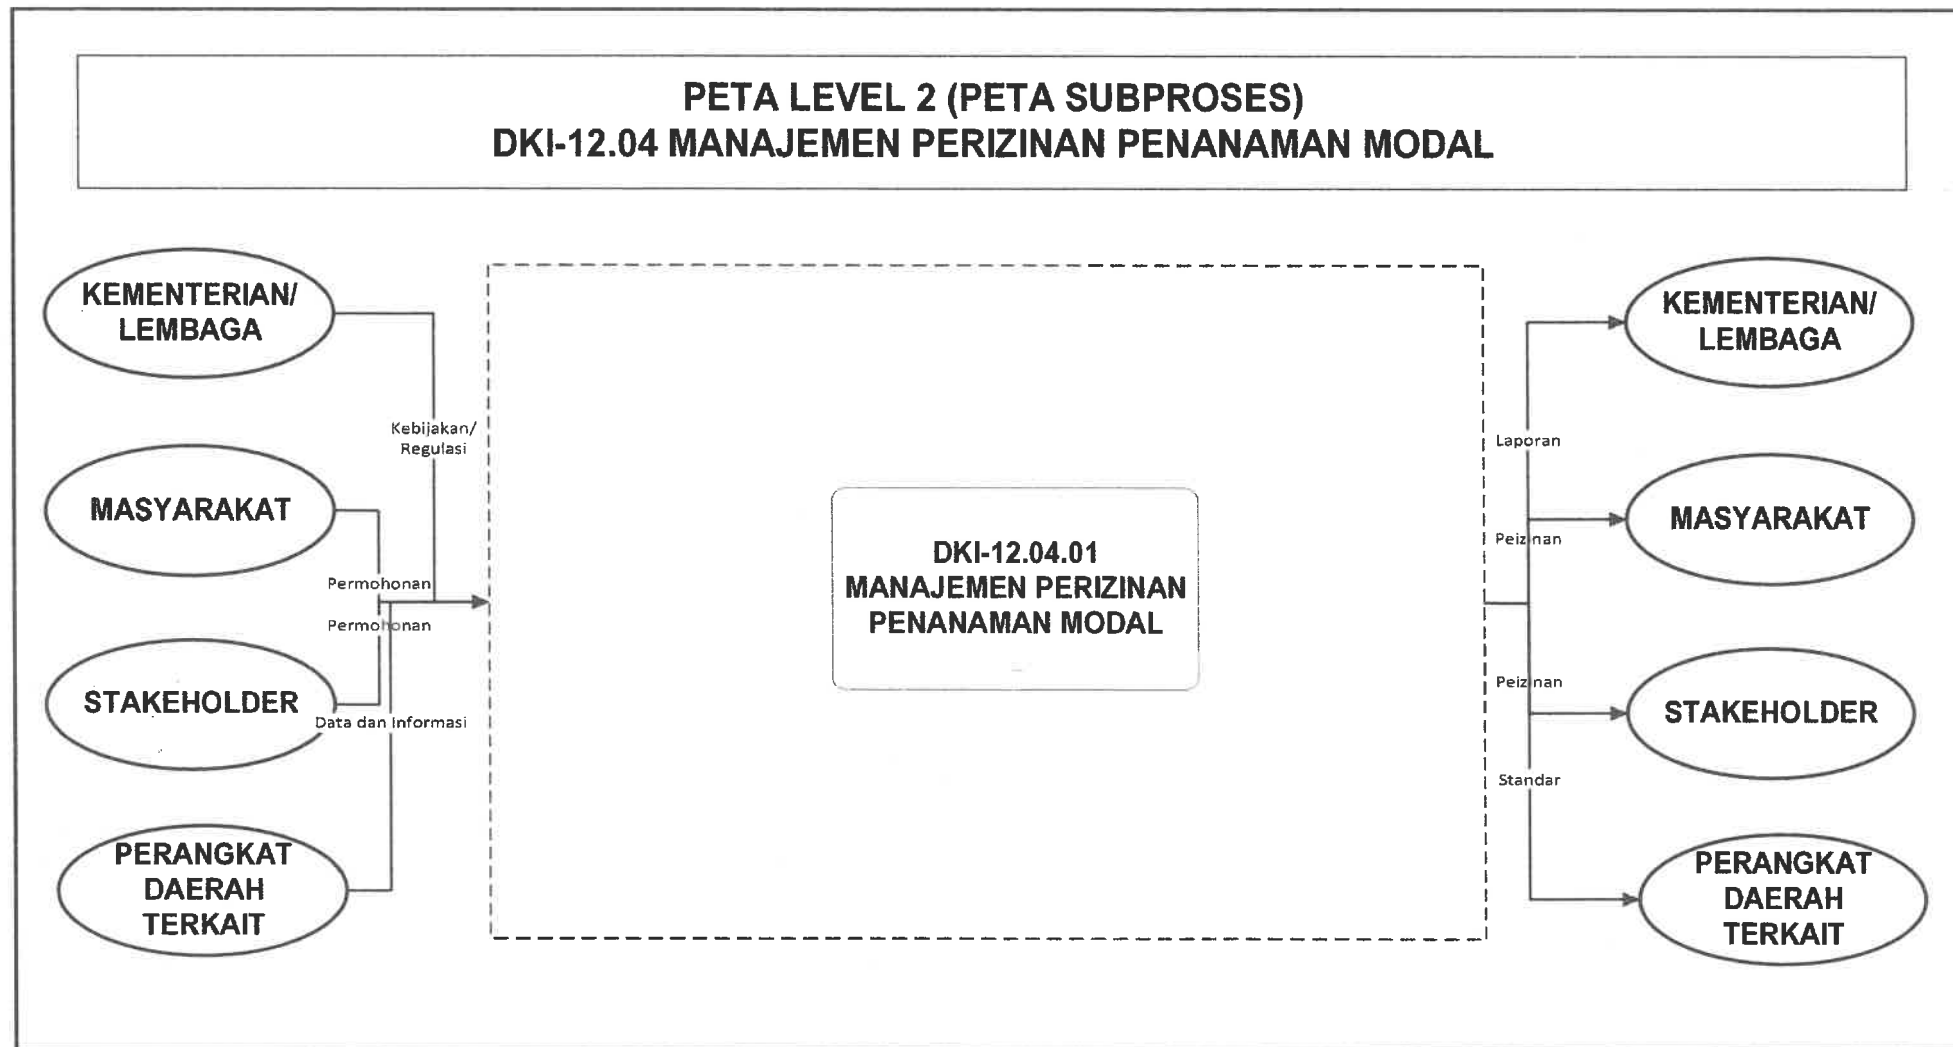 PETA LEVEL 2 (PETA SUBPROSES)
DKI-12.04 MANAJEMEN PERIZINAN PENANAMAN MODAL
KEMENTERIAN/
LEMBAGA
MASYARAKAT
STAKEHOLDER
PERANGKAT
DAERAH
TERKAIT
Kebijakan/
Regulasi
Permohonan
Permohonan
Data dan Informasi
DKI-12.04.01
MANAJEMEN PERIZINAN
PENANAMAN MODAL
Laporan
Peizinan
Peizinan
Standar
KEMENTERIAN/
LEMBAGA
MASYARAKAT
STAKEHOLDER
PERANGKAT
DAERAH
TERKAIT